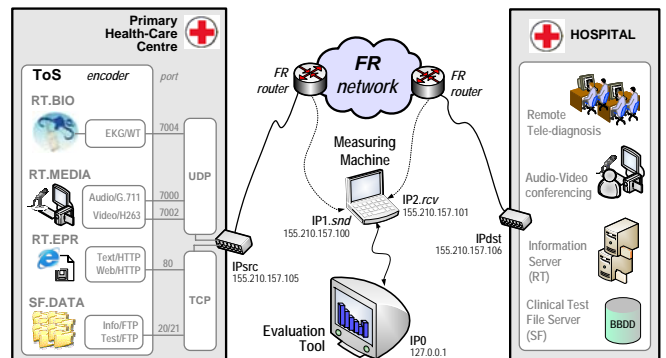 Primary
Health-Care
Centre
ToS encoder port
RT.BIO
EKG/WT 7004
RT.MEDIA
Audio/G.711 7000
Video/H263 7002
UDP
RT.EPR
Text/HTTP
Web/HTTP
80
TCP
SF.DATA
Info/FTP
Test/FTP
20/21
IPsrc
155.210.157.105
FR
router
FR
network
FR
router
Measuring
Machine
IP1.snd
155.210.157.100
IP2.rcv
155.210.157.101
IPdst
155.210.157.106
Evaluation
Tool
IP0
127.0.0.1
HOSPITAL
Remote
Tele-diagnosis
Audio-Video
conferencing
Information
Server
(RT)
Clinical Test
File Server
(SF)
BBDD